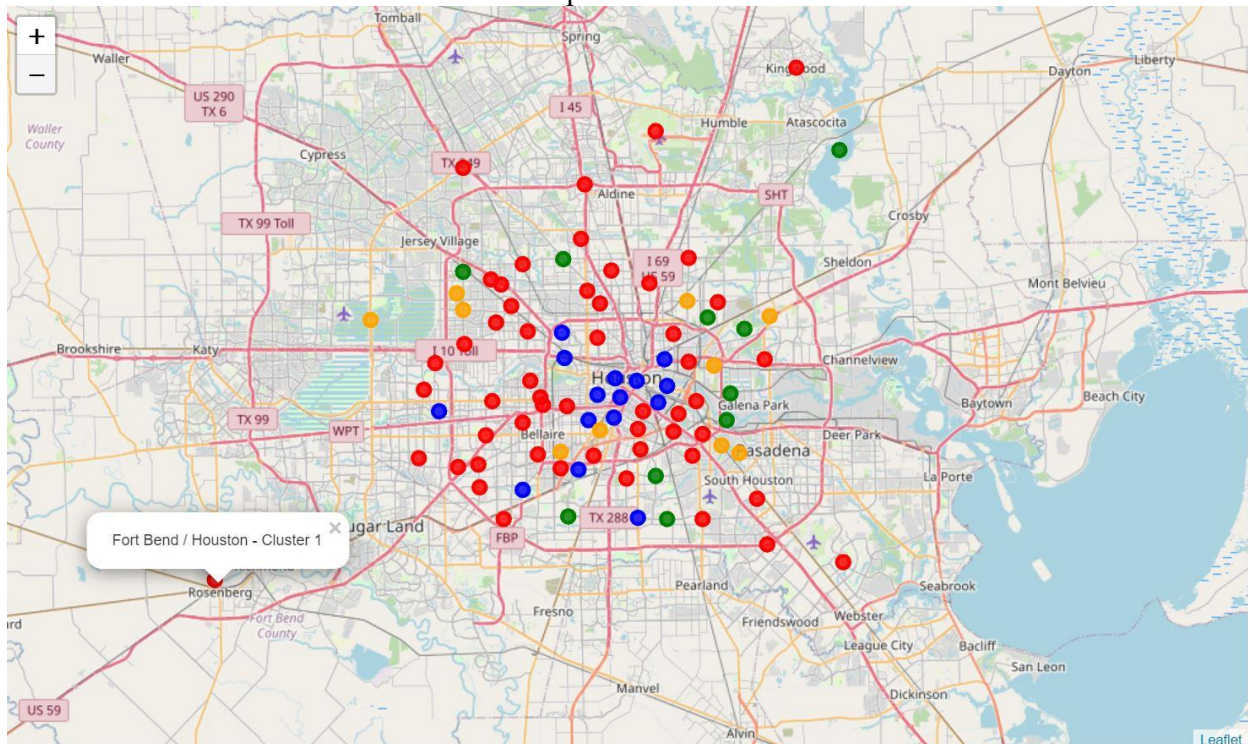 Tomball
+
Spring
Waller
−
Kingwood
Dayton
Liberty
US 290
TX 6
I 45
Humble
Atascocita
Waller
County
Cypress
TX 249
Aldine
SHT
Crosby
TX 99 Toll
Jersey Village
I 69
US 59
Sheldon
Mont Belvieu
Brookshire
Katy
I 10 Toll
Channelview
Houston
Galena Park
Baytown
Beach City
TX 99
WPT
Bellaire
Deer Park
Pasadena
La Porte
South Houston
TX 288
ugar Land
Fort Bend / Houston - Cluster 1
×
FBP
Rosenberg
Pearland
Seabrook
Fresno
Webster
ard
Fort Bend
County
Friendswood
League City
Bacliff
San Leon
Manvel
Dickinson
US 59
Alvin
Leaflet